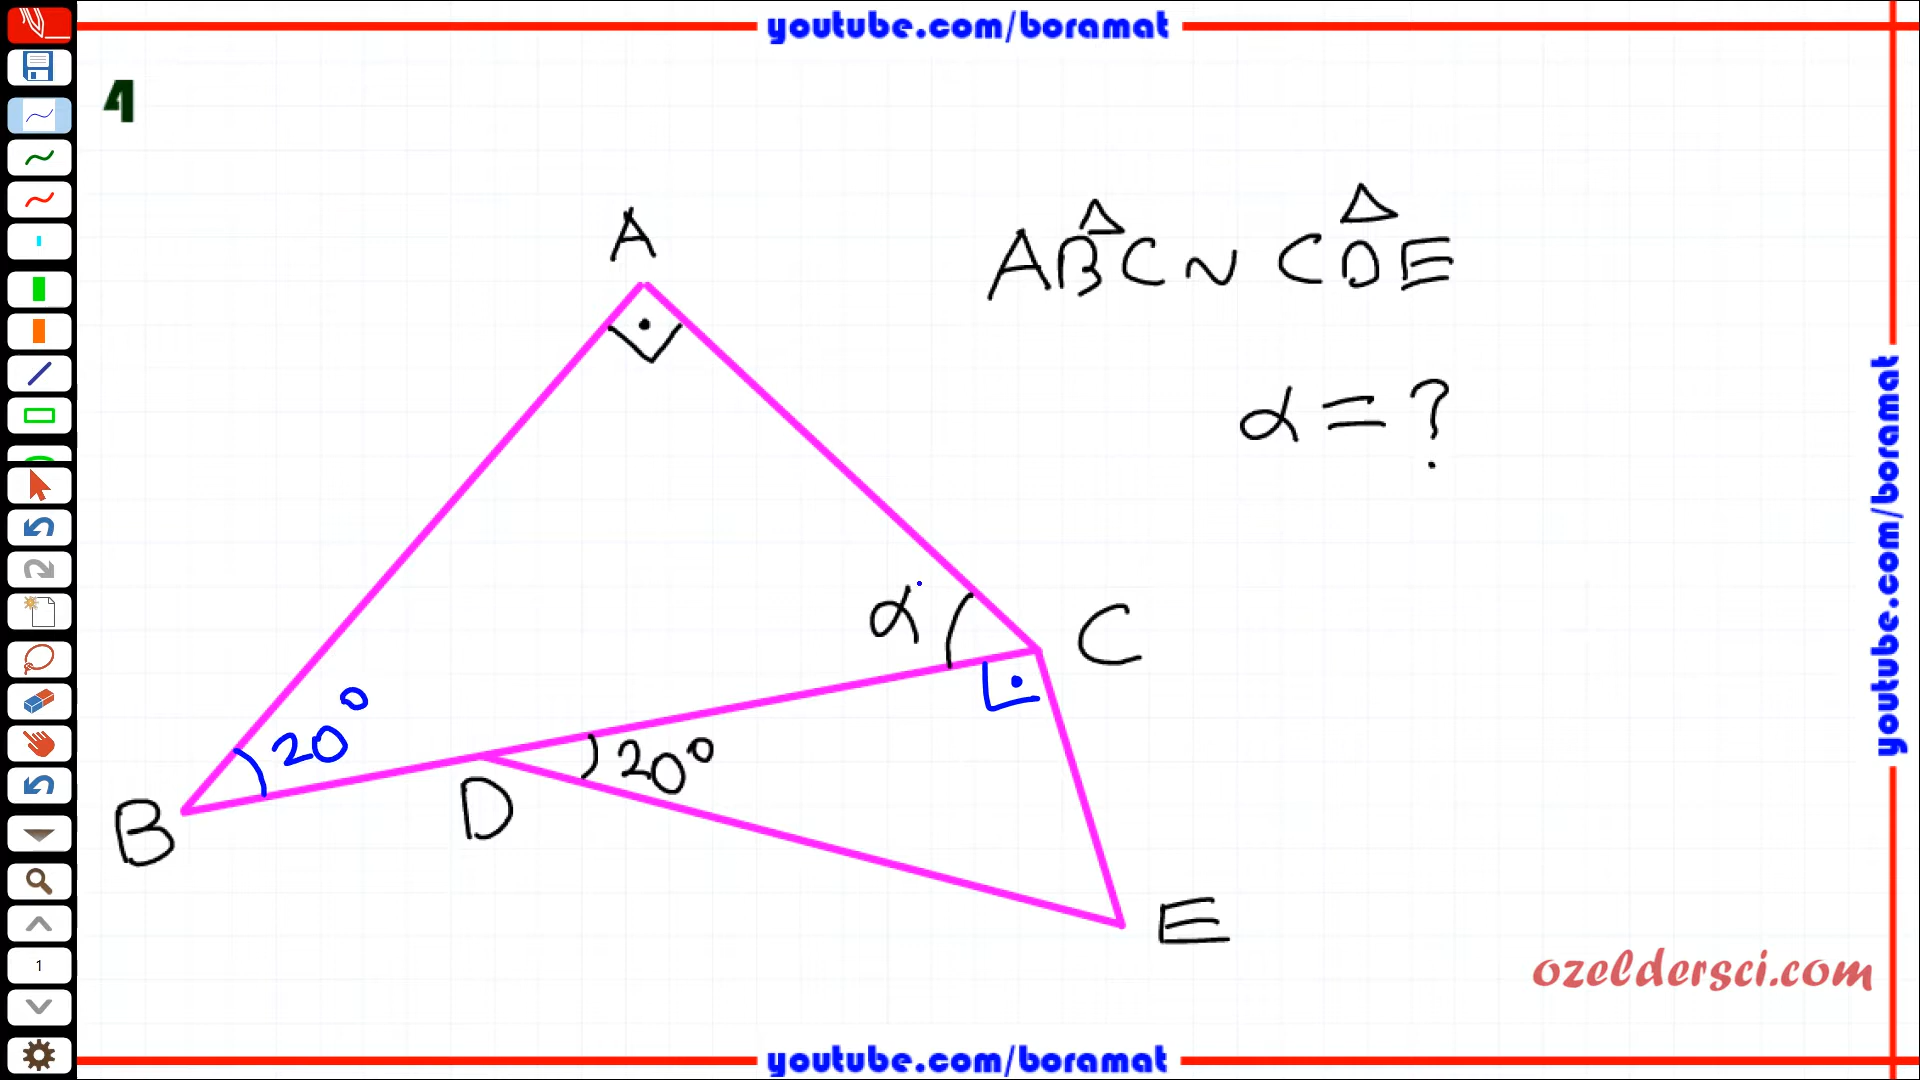 youtube.com/boramat
4
A
ABC ~ CDE
α = ?
α
C
20°
20°
B
D
E
1
ozeldersci.com
youtube.com/boramat
youtube.com/boramat